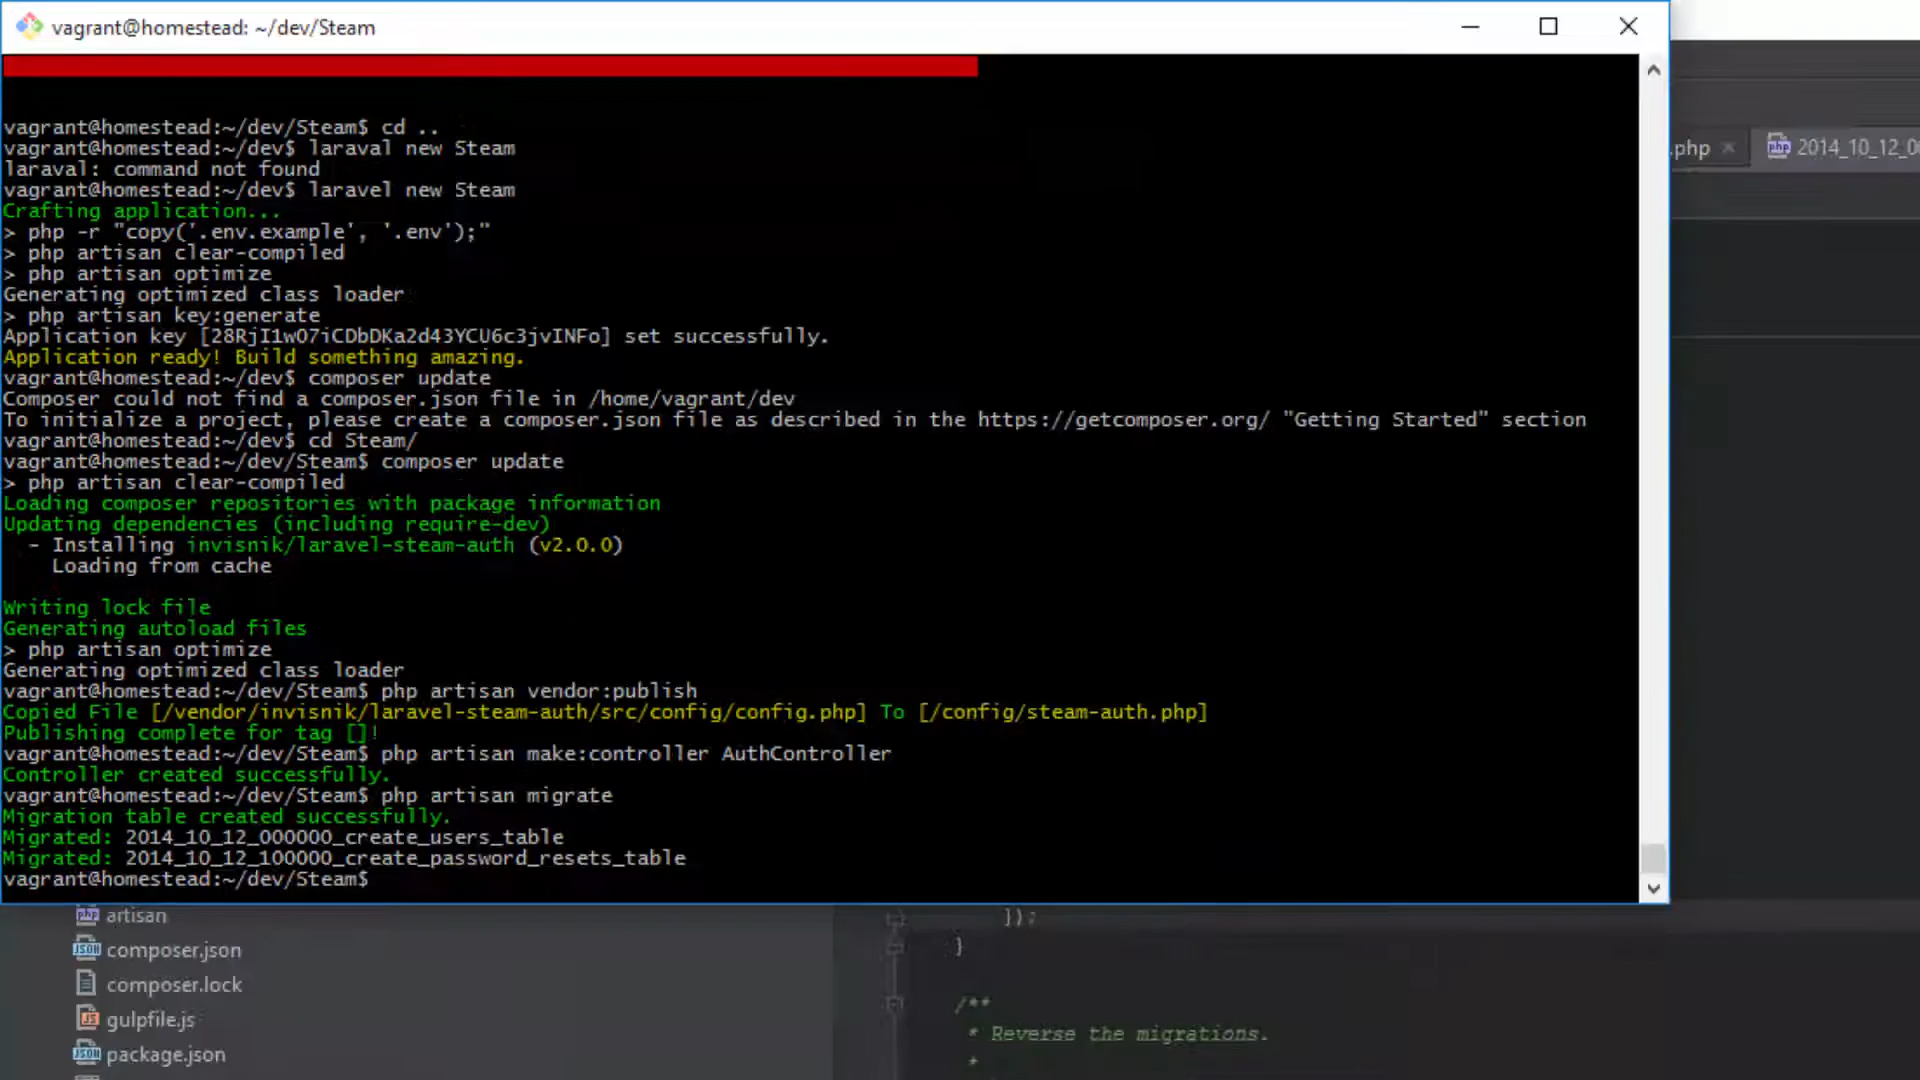 vagrant@homestead: ~/dev/Steam
vagrant@homestead:~/dev/Steam$ cd ..
vagrant@homestead:~/dev$ laraval new Steam
laraval: command not found
vagrant@homestead:~/dev$ laravel new Steam
Crafting application...
> php -r "copy('.env.example', '.env');"
> php artisan clear-compiled
> php artisan optimize
Generating optimized class loader
> php artisan key:generate
Application key [28RjI1wO7iCDbDKa2d43YCU6c3jvINFo] set successfully.
Application ready! Build something amazing.
vagrant@homestead:~/dev$ composer update
Composer could not find a composer.json file in /home/vagrant/dev
To initialize a project, please create a composer.json file as described in the https://getcomposer.org/ "Getting Started" section
vagrant@homestead:~/dev$ cd Steam/
vagrant@homestead:~/dev/Steam$ composer update
> php artisan clear-compiled
Loading composer repositories with package information
Updating dependencies (including require-dev)
- Installing invisnik/laravel-steam-auth (v2.0.0)
Loading from cache
Writing lock file
Generating autoload files
> php artisan optimize
Generating optimized class loader
vagrant@homestead:~/dev/Steam$ php artisan vendor:publish
Copied File [/vendor/invisnik/laravel-steam-auth/src/config/config.php] To [/config/steam-auth.php]
Publishing complete for tag []!
vagrant@homestead:~/dev/Steam$ php artisan make:controller AuthController
Controller created successfully.
vagrant@homestead:~/dev/Steam$ php artisan migrate
Migration table created successfully.
Migrated: 2014_10_12_000000_create_users_table
Migrated: 2014_10_12_100000_create_password_resets_table
vagrant@homestead:~/dev/Steam$
.php
php 2014_10_12_0
php artisan
JSON composer.json
composer.lock
JS gulpfile.js
JSON package.json
]);
}
/**
* Reverse the migrations.
*